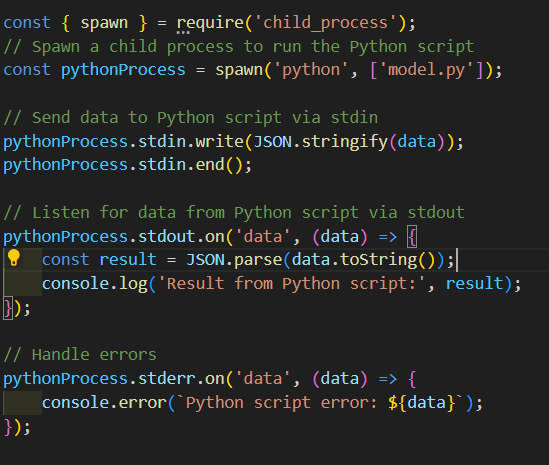 const { spawn } = require('child_process');
// Spawn a child process to run the Python script
const pythonProcess = spawn('python', ['model.py']);
// Send data to Python script via stdin
pythonProcess.stdin.write(JSON.stringify(data));
pythonProcess.stdin.end();
// Listen for data from Python script via stdout
pythonProcess.stdout.on('data', (data) => {
    const result = JSON.parse(data.toString());
    console.log('Result from Python script:', result);
});
// Handle errors
pythonProcess.stderr.on('data', (data) => {
    console.error(`Python script error: ${data}`);
});